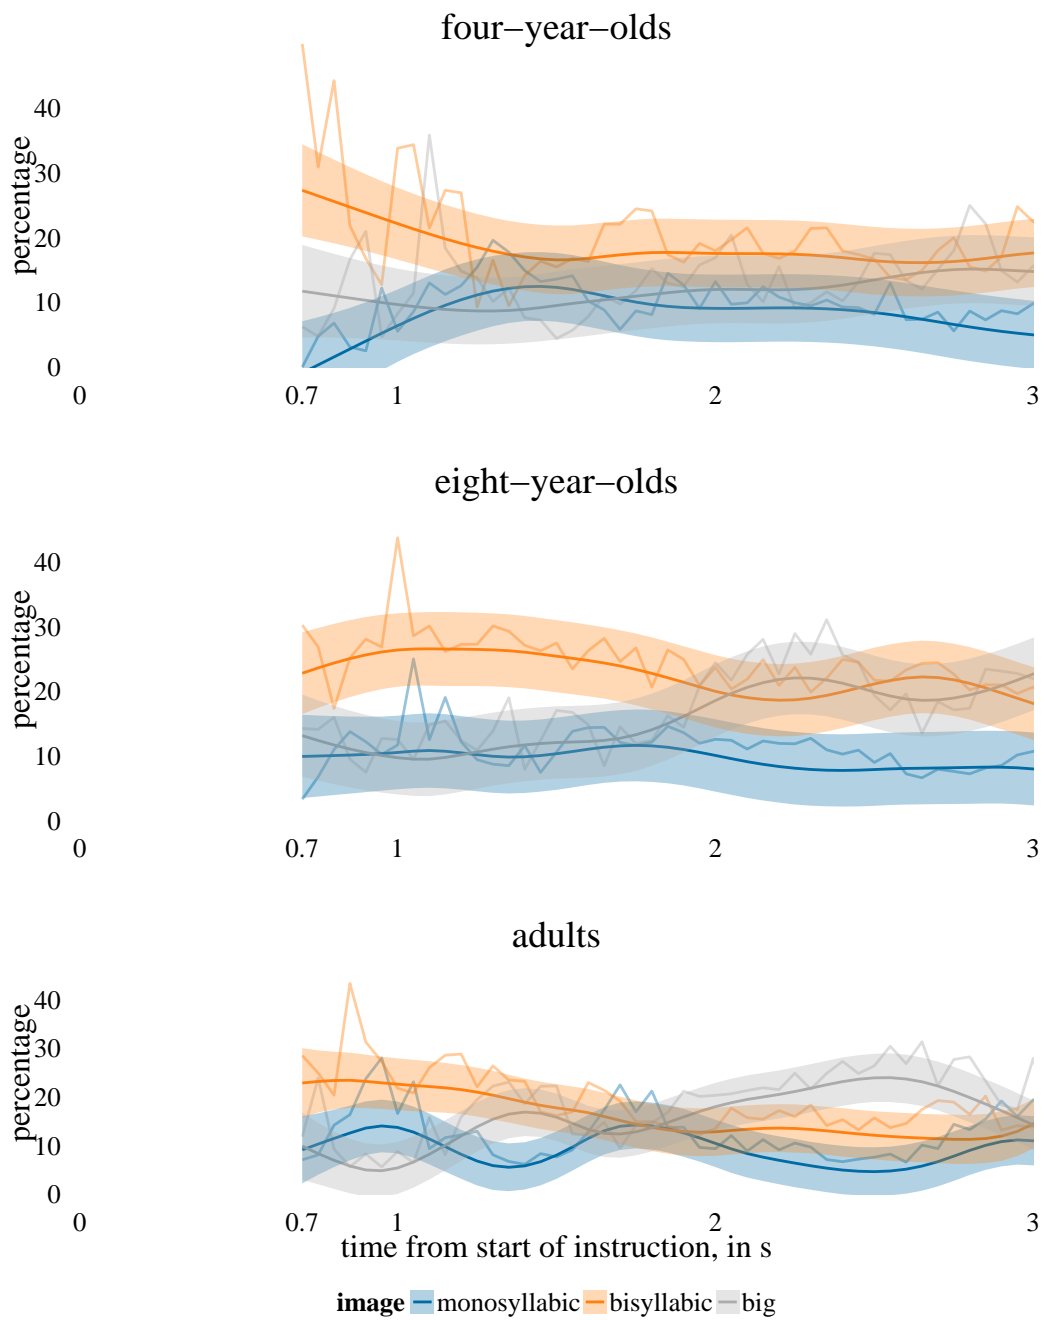 four−year−olds
percentage
40
30
20
10
0
0 0.7 1 2 3
eight−year−olds
percentage
40
30
20
10
0
0 0.7 1 2 3
adults
percentage
40
30
20
10
0
0 0.7 1 2 3
time from start of instruction, in s
image monosyllabic bisyllabic big